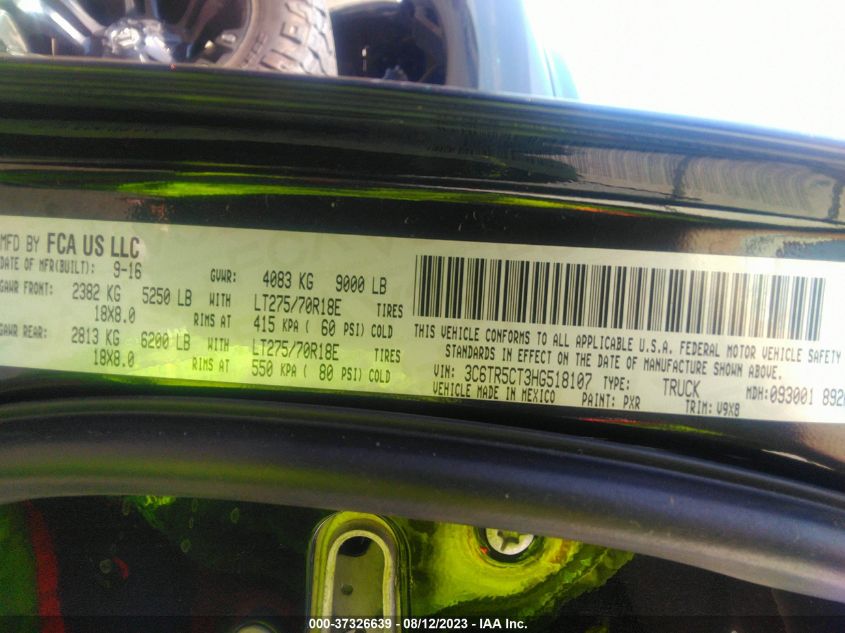 MFD BY FCA US LLC
DATE OF MFR(BUILT): 9-16 GVWR: 4083 KG 9000 LB
GAWR FRONT: 2382 KG 5250 LB WITH LT275/70R18E TIRES
18X8.0 RIMS AT 415 KPA ( 60 PSI) COLD
GAWR REAR: 2813 KG 6200 LB WITH LT275/70R18E TIRES
18X8.0 RIMS AT 550 KPA ( 80 PSI) COLD
THIS VEHICLE CONFORMS TO ALL APPLICABLE U.S.A. FEDERAL MOTOR VEHICLE SAFETY
STANDARDS IN EFFECT ON THE DATE OF MANUFACTURE SHOWN ABOVE.
VIN: 3C6TR5CT3HG518107 TYPE: TRUCK MDH:093001 892
VEHICLE MADE IN MEXICO PAINT: PXR TRIM: V9X8
000-37326639 - 08/12/2023 - IAA Inc.